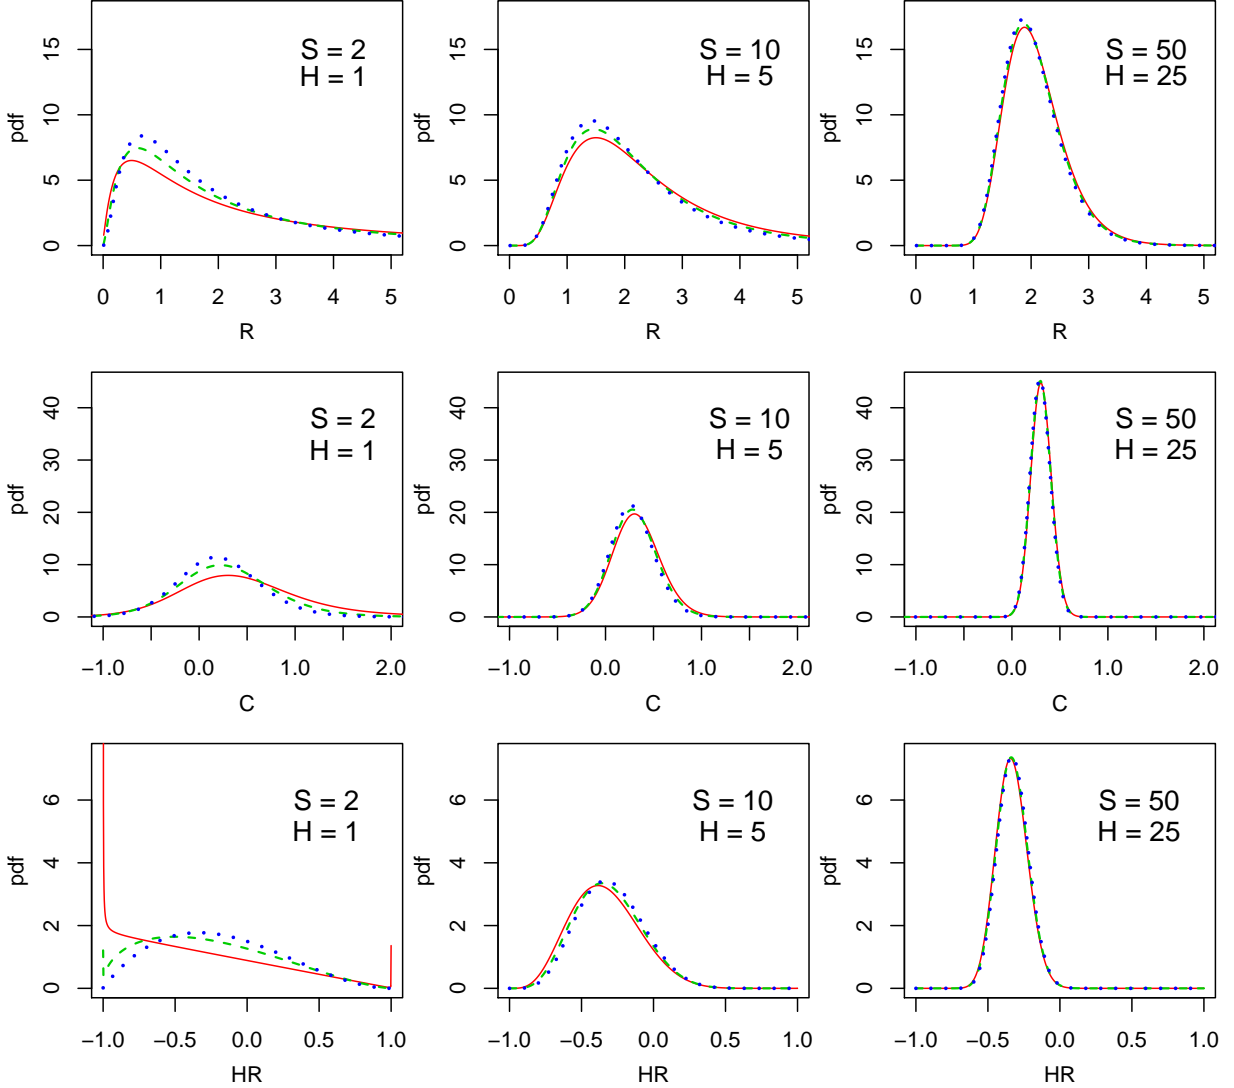 pdf
0 5 10 15
S = 2
H = 1
0 1 2 3 4 5
R
pdf
0 5 10 15
S = 10
H = 5
0 1 2 3 4 5
R
pdf
0 5 10 15
S = 50
H = 25
0 1 2 3 4 5
R
pdf
0 10 20 30 40
S = 2
H = 1
−1.0 0.0 1.0 2.0
C
pdf
0 10 20 30 40
S = 10
H = 5
−1.0 0.0 1.0 2.0
C
pdf
0 10 20 30 40
S = 50
H = 25
−1.0 0.0 1.0 2.0
C
pdf
0 2 4 6
S = 2
H = 1
−1.0 −0.5 0.0 0.5 1.0
HR
pdf
0 2 4 6
S = 10
H = 5
−1.0 −0.5 0.0 0.5 1.0
HR
pdf
0 2 4 6
S = 50
H = 25
−1.0 −0.5 0.0 0.5 1.0
HR